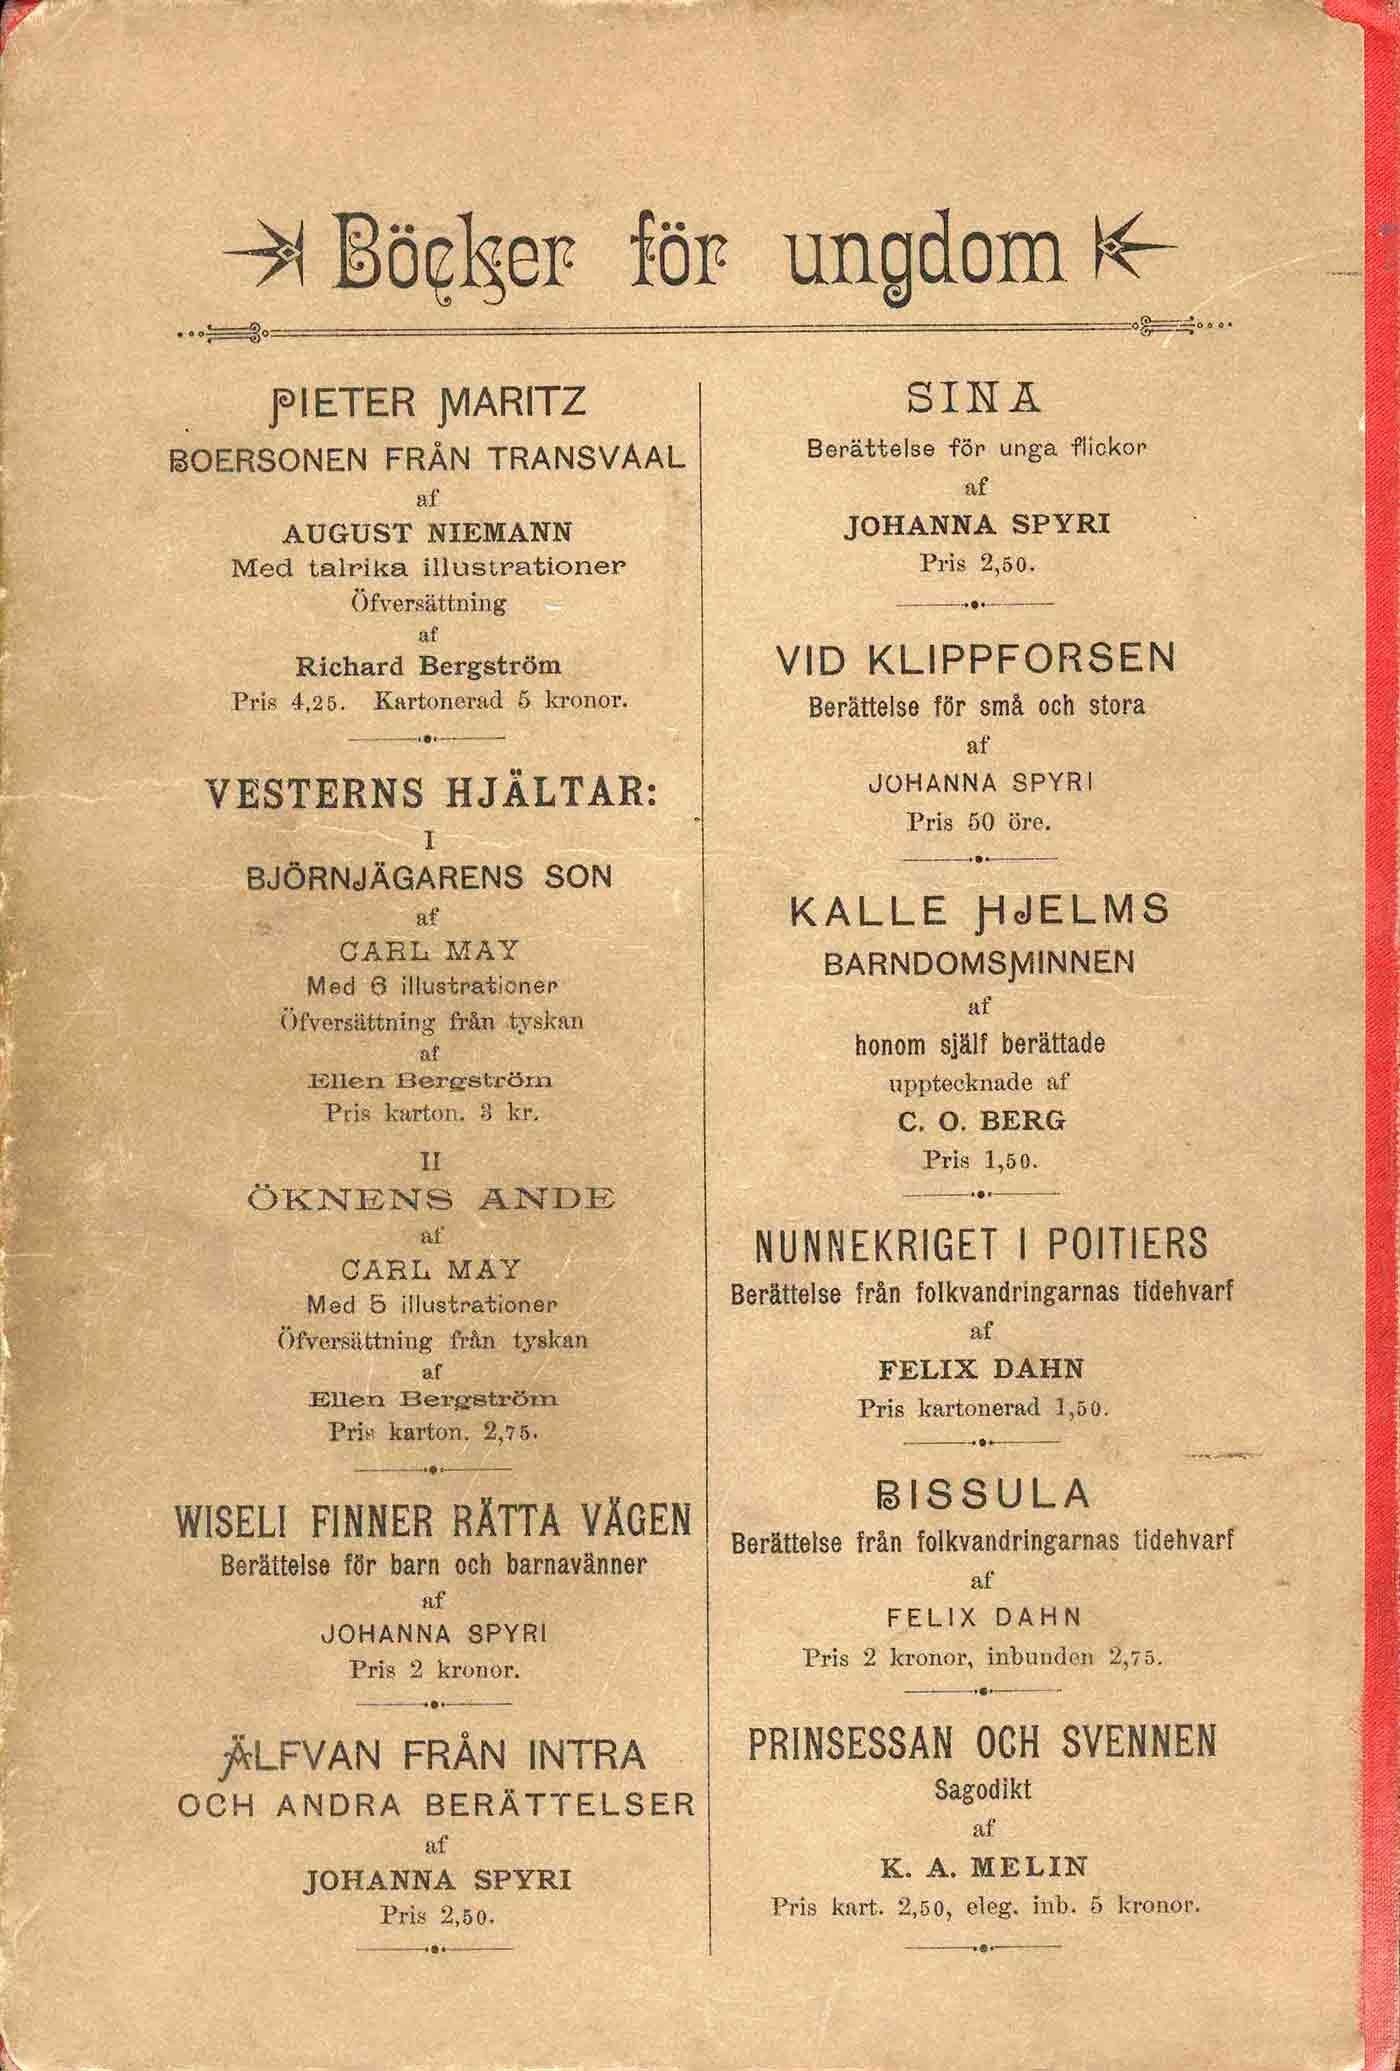 Böcker för ungdom
PIETER MARITZ
BOERSONEN FRÅN TRANSVAAL
af
AUGUST NIEMANN
Med talrika illustrationer
Öfversättning
af
Richard Bergström
Pris 4,25. Kartonerad 5 kronor.
VESTERNS HJÄLTAR:
I
BJÖRNJÄGARENS SON
af
CARL MAY
Med 6 illustrationer
Öfversättning från tyskan
af
Ellen Bergström
Pris karton. 3 kr.
II
ÖKNENS ANDE
af
CARL MAY
Med 5 illustrationer
Öfversättning från tyskan
af
Ellen Bergström
Pris karton. 2,75.
WISELI FINNER RÄTTA VÄGEN
Berättelse för barn och barnavänner
af
JOHANNA SPYRI
Pris 2 kronor.
ÄLFVAN FRÅN INTRA
OCH ANDRA BERÄTTELSER
af
JOHANNA SPYRI
Pris 2,50.
SINA
Berättelse för unga flickor
af
JOHANNA SPYRI
Pris 2,50.
VID KLIPPFORSEN
Berättelse för små och stora
af
JOHANNA SPYRI
Pris 50 öre.
KALLE HJELMS
BARNDOMSMINNEN
af
honom själf berättade
upptecknade af
C. O. BERG
Pris 1,50.
NUNNEKRIGET I POITIERS
Berättelse från folkvandringarnas tidehvarf
af
FELIX DAHN
Pris kartonerad 1,50.
BISSULA
Berättelse från folkvandringarnas tidehvarf
af
FELIX DAHN
Pris 2 kronor, inbunden 2,75.
PRINSESSAN OCH SVENNEN
Sagodikt
af
K. A. MELIN
Pris kart. 2,50, eleg. inb. 5 kronor.